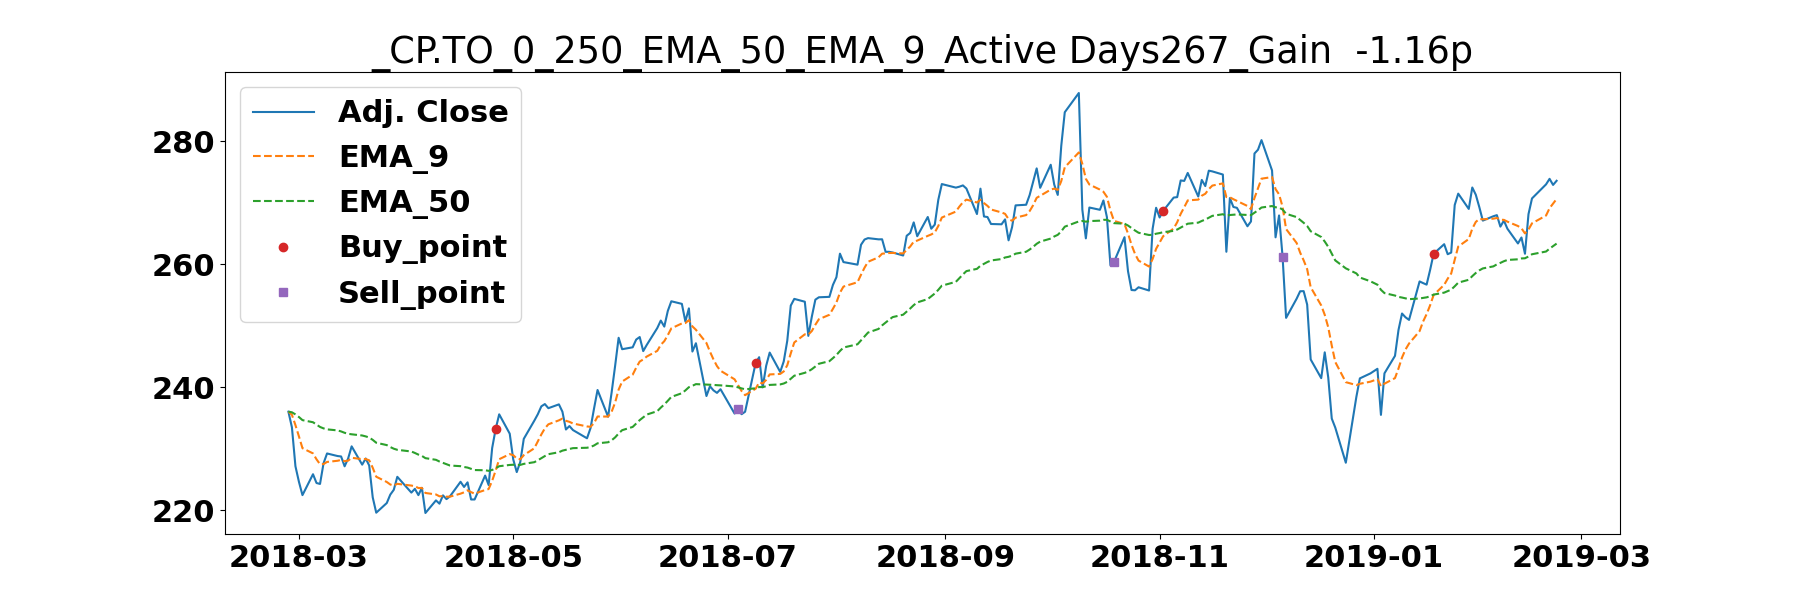 _CP.TO_0_250_EMA_50_EMA_9_Active Days267_Gain  -1.16p
Adj. Close
EMA_9
EMA_50
Buy_point
Sell_point
280
260
240
220
2018-03 2018-05 2018-07 2018-09 2018-11 2019-01 2019-03